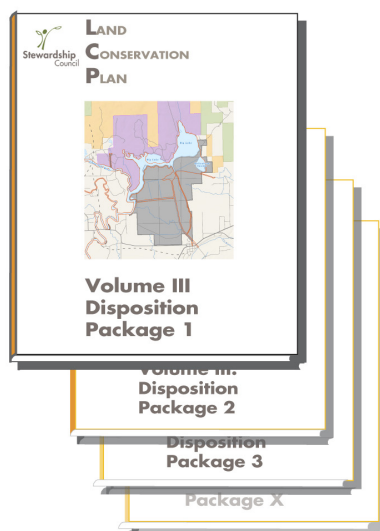 Stewardship
Council
LAND
CONSERVATION
PLAN
Volume III
Disposition
Package 1
Volume III:
Disposition
Package 2
Disposition
Package 3
Package X